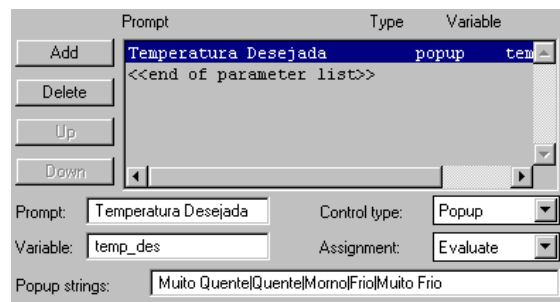 Prompt Type Variable
Add
Temperatura Desejada popup tem
<<end of parameter list>>
Delete
Up
Down
Prompt: Temperatura Desejada Control type: Popup
Variable: temp_des Assignment: Evaluate
Popup strings: Muito Quente|Quente|Morno|Frio|Muito Frio